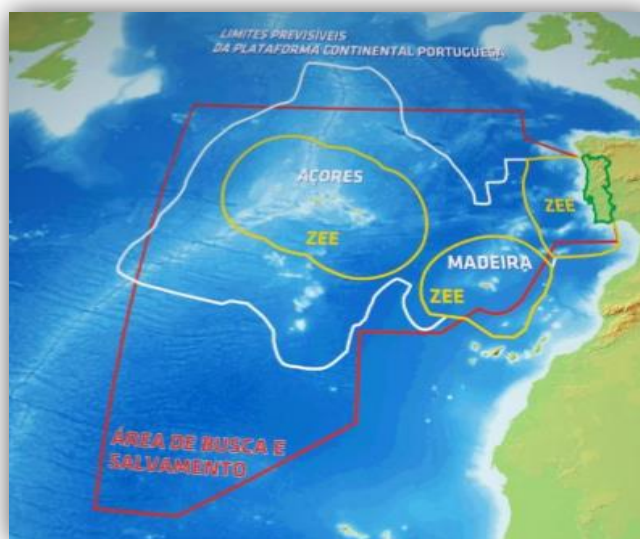 LIMITES PREVISÍVEIS
DA PLATAFORMA CONTINENTAL PORTUGUESA
AÇORES
ZEE
ZEE
MADEIRA
ZEE
ÁREA DE BUSCA E
SALVAMENTO